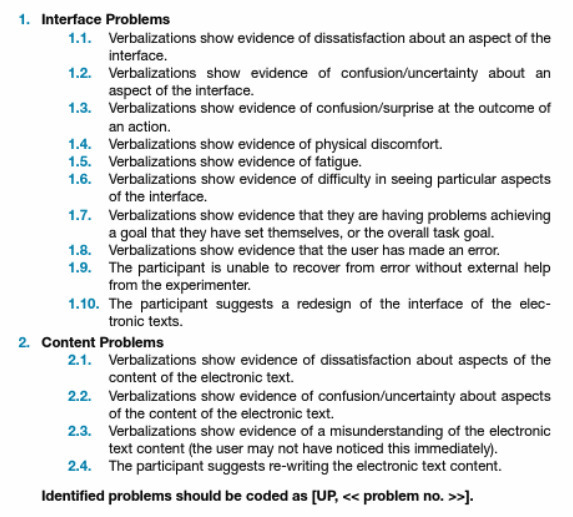 1. Interface Problems
1.1. Verbalizations show evidence of dissatisfaction about an aspect of the
interface.
1.2. Verbalizations show evidence of confusion/uncertainty about an
aspect of the interface.
1.3. Verbalizations show evidence of confusion/surprise at the outcome of
an action.
1.4. Verbalizations show evidence of physical discomfort.
1.5. Verbalizations show evidence of fatigue.
1.6. Verbalizations show evidence of difficulty in seeing particular aspects
of the interface.
1.7. Verbalizations show evidence that they are having problems achieving
a goal that they have set themselves, or the overall task goal.
1.8. Verbalizations show evidence that the user has made an error.
1.9. The participant is unable to recover from error without external help
from the experimenter.
1.10. The participant suggests a redesign of the interface of the elec-
tronic texts.
2. Content Problems
2.1. Verbalizations show evidence of dissatisfaction about aspects of the
content of the electronic text.
2.2. Verbalizations show evidence of confusion/uncertainty about aspects
of the content of the electronic text.
2.3. Verbalizations show evidence of a misunderstanding of the electronic
text content (the user may not have noticed this immediately).
2.4. The participant suggests re-writing the electronic text content.
Identified problems should be coded as [UP, << problem no. >>].